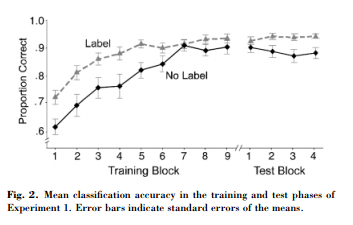 1.0
.9
.8
.7
.6
Proportion Correct
Label
No Label
1 2 3 4 5 6 7 8 9 1 2 3 4
Training Block Test Block
Fig. 2. Mean classification accuracy in the training and test phases of
Experiment 1. Error bars indicate standard errors of the means.